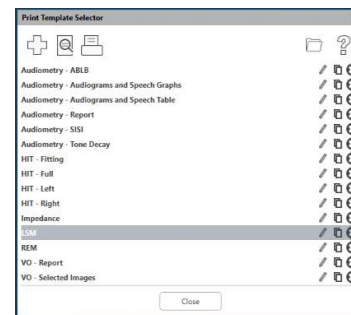 Print Template Selector
Audiometry - ABLB
Audiometry - Audiograms and Speech Graphs
Audiometry - Audiograms and Speech Table
Audiometry - Report
Audiometry - SISI
Audiometry - Tone Decay
HIT - Fitting
HIT - Full
HIT - Left
HIT - Right
Impedance
LSM
REM
VO - Report
VO - Selected Images
Close